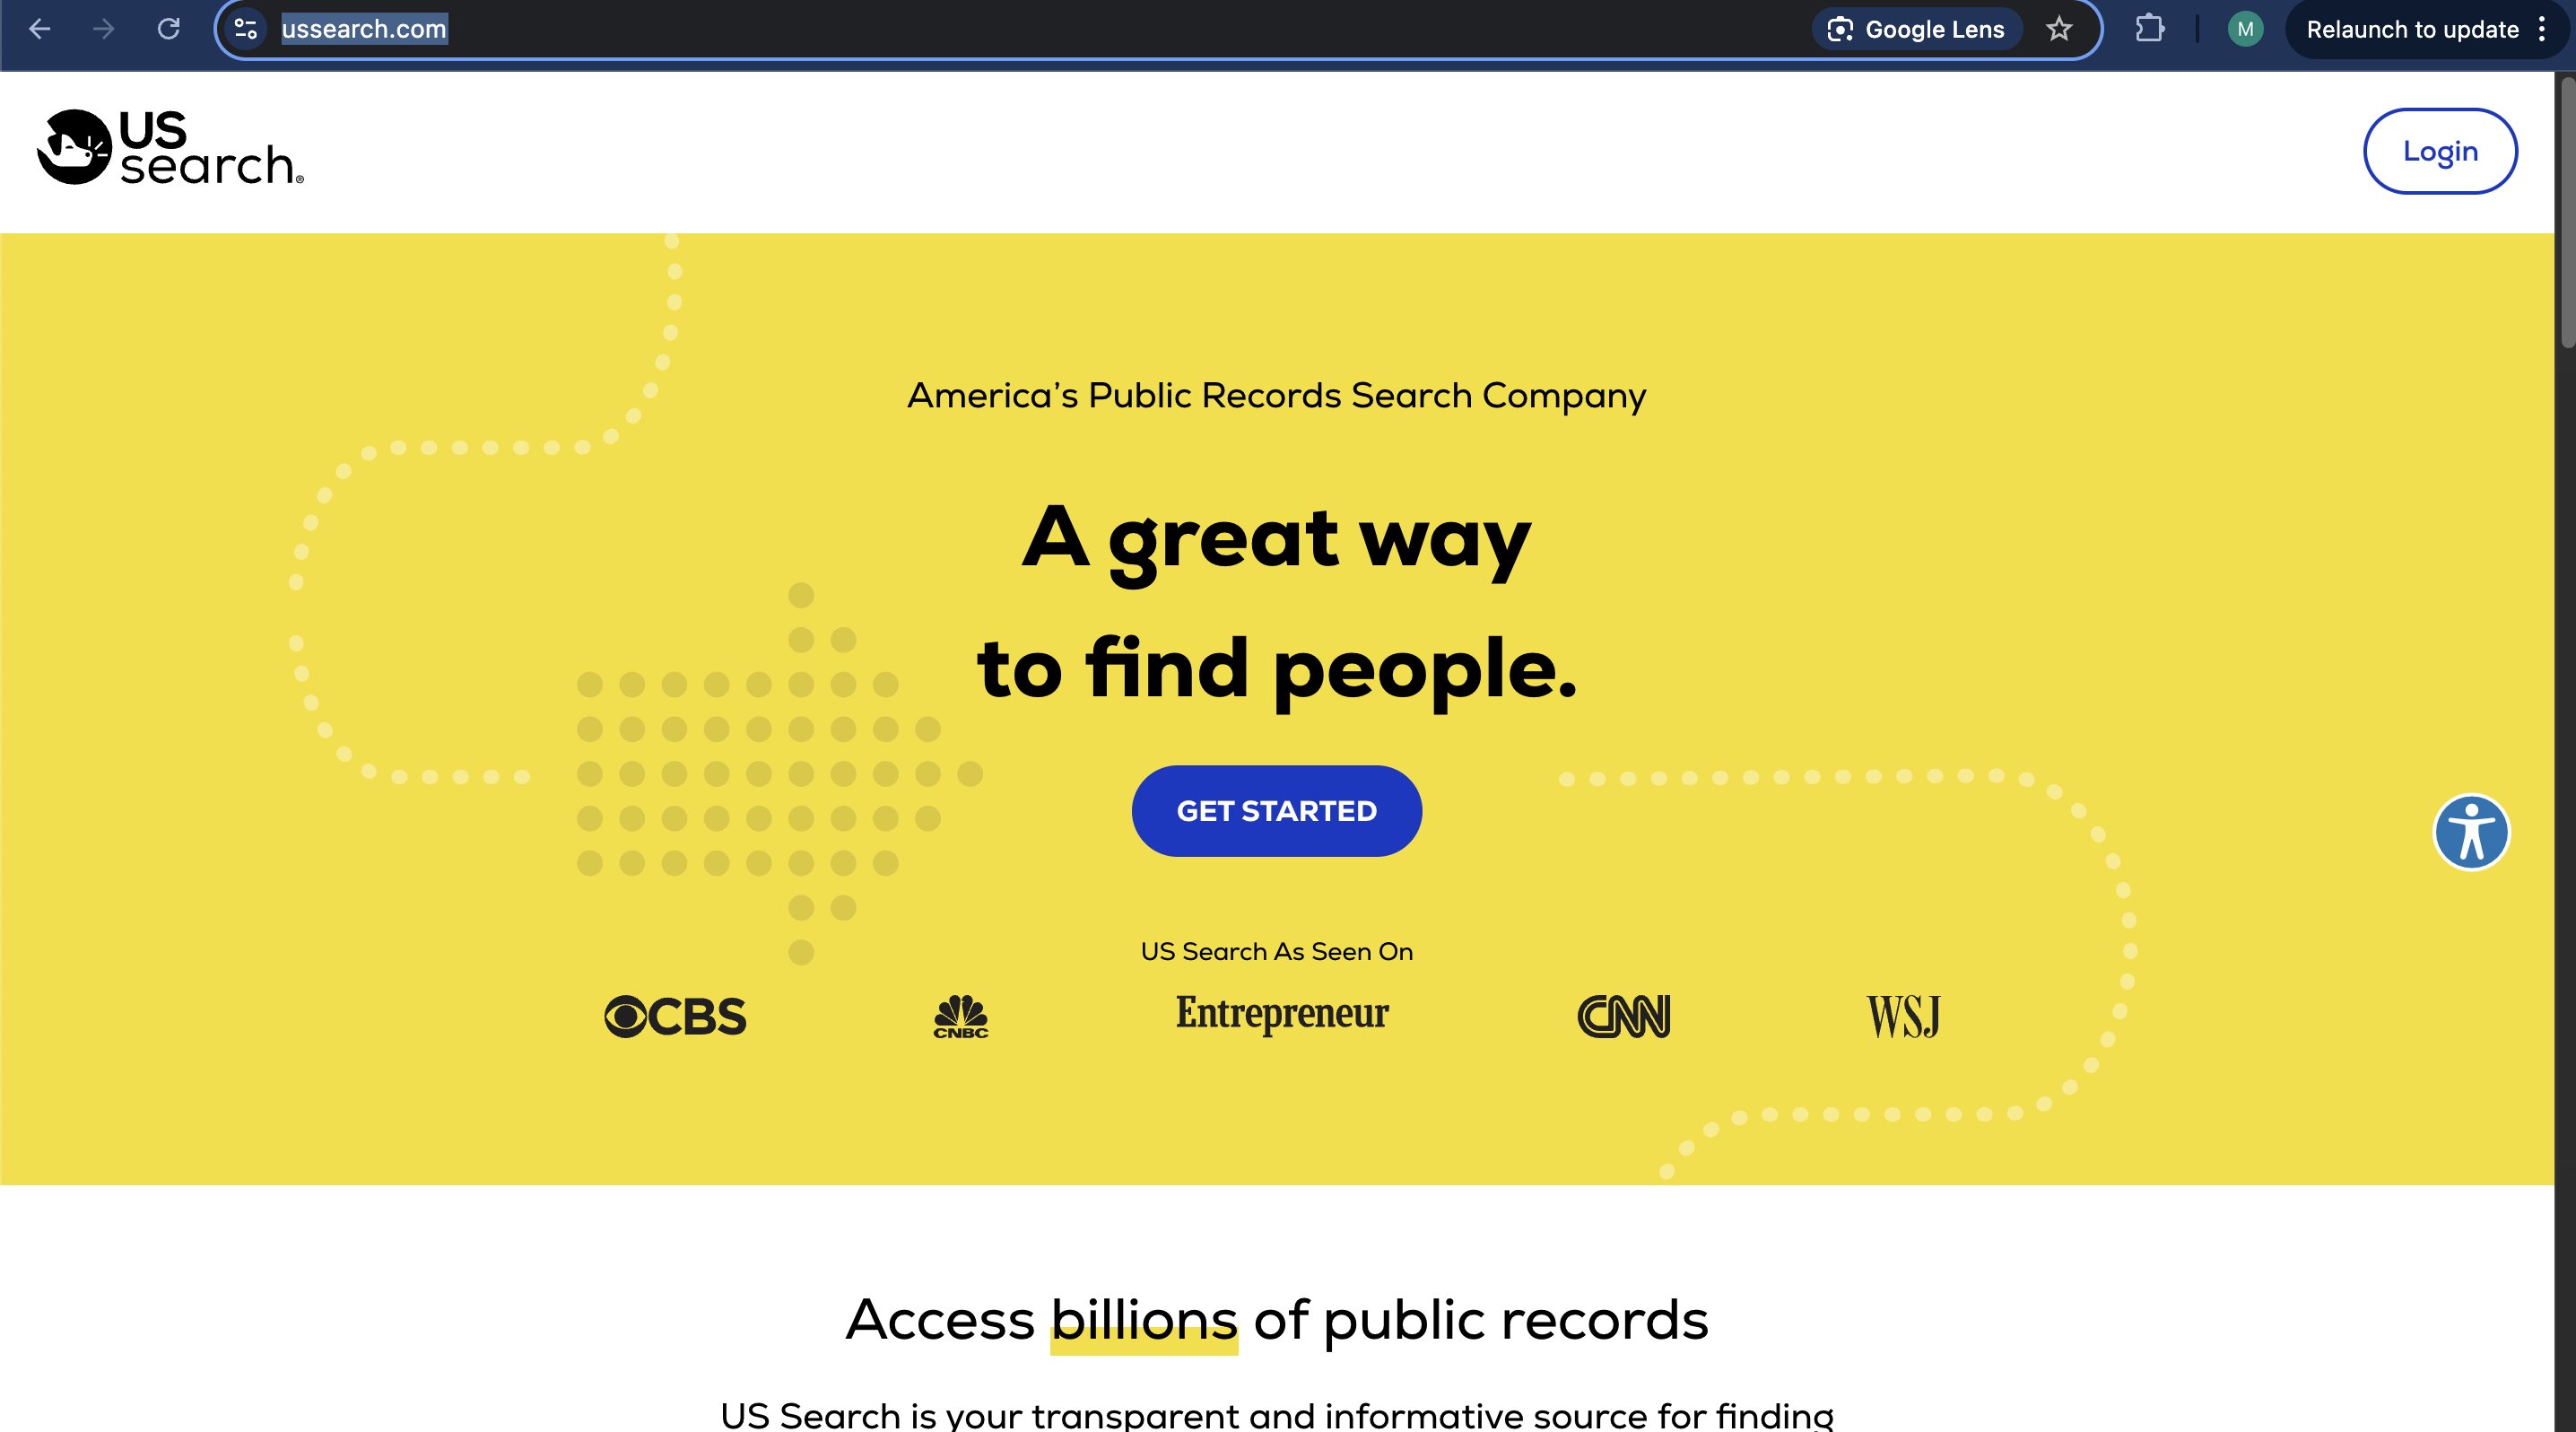 ussearch.com
Google Lens
M
Relaunch to update
US
search®
Login
America’s Public Records Search Company
A great way
to find people.
GET STARTED
US Search As Seen On
CBS
CNBC
Entrepreneur
CNN
WSJ
Access billions of public records
US Search is your transparent and informative source for finding